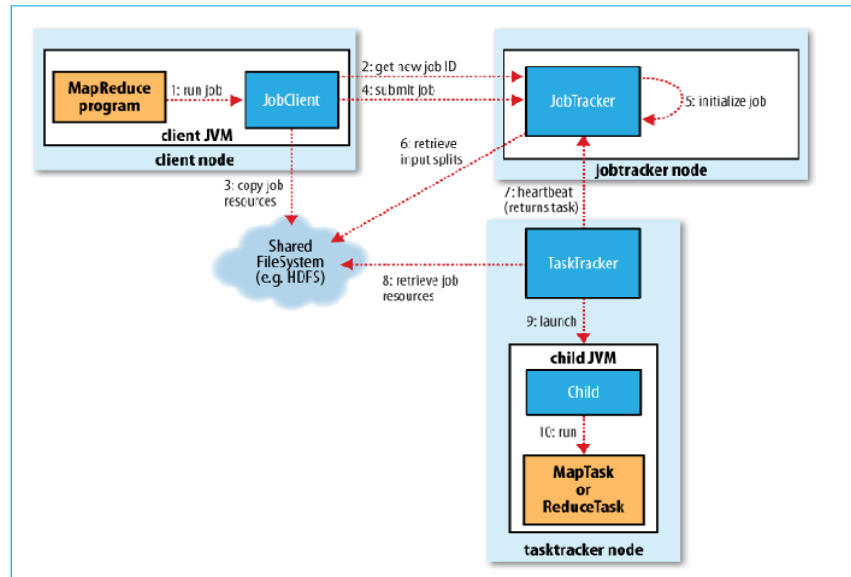 MapReduce
program
1: run job
JobClient
client JVM
client node
2: get new job ID
4: submit job
JobTracker
5: initialize job
jobtracker node
3: copy job
resources
6: retrieve
input splits
7: heartbeat
(returns task)
Shared
FileSystem
(e.g. HDFS)
8: retrieve job
resources
TaskTracker
9: launch
child JVM
Child
10: run
MapTask
or
ReduceTask
tasktracker node